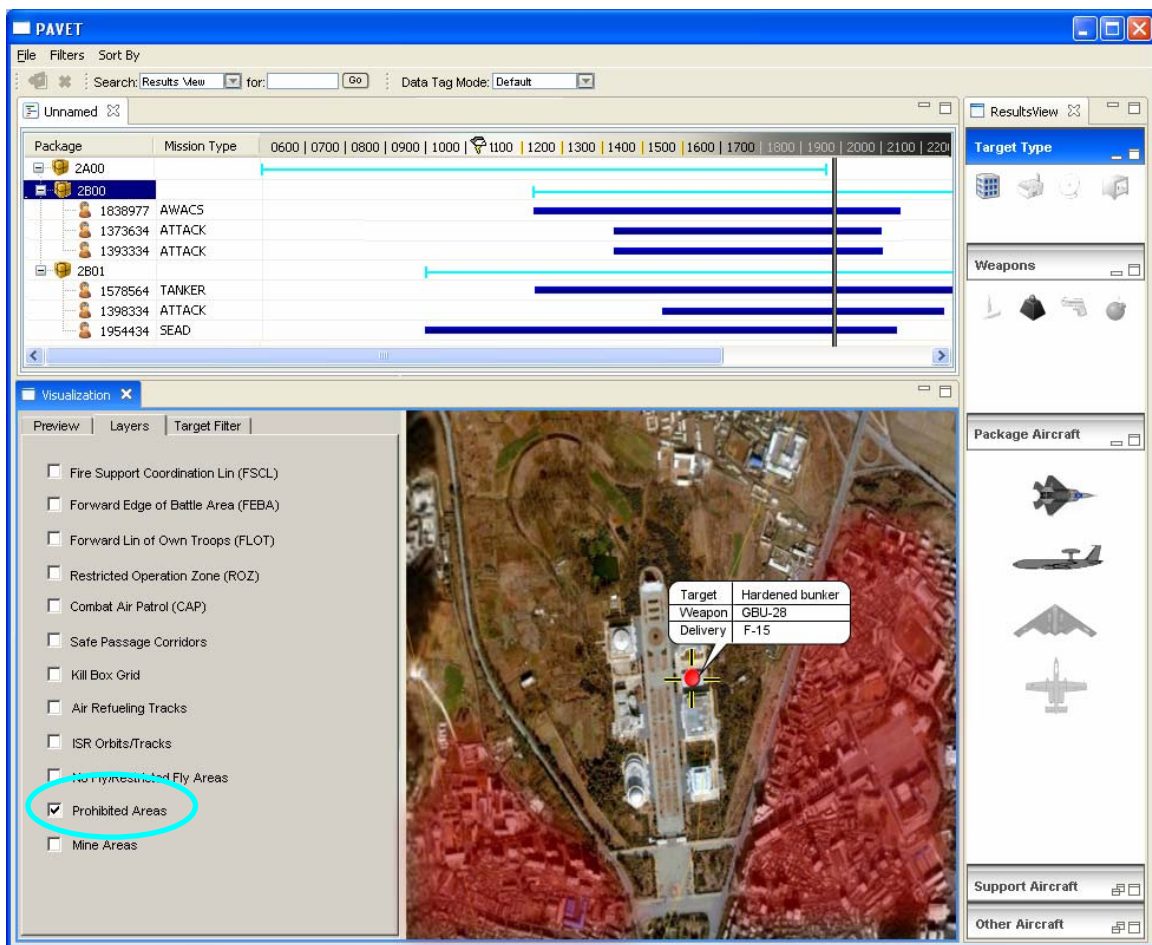 PAVET
File Filters Sort By
Search: Results View for: Go Data Tag Mode: Default
Unnamed
Package Mission Type 0600 | 0700 | 0800 | 0900 | 1000 | 1100 | 1200 | 1300 | 1400 | 1500 | 1600 | 1700 | 1800 | 1900 | 2000 | 2100 |
2A00
2B00
1838977 AWACS
1373634 ATTACK
1393334 ATTACK
2B01
1578564 TANKER
1398334 ATTACK
1954434 SEAD
ResultsView
Target Type
Weapons
Package Aircraft
Support Aircraft
Other Aircraft
Visualization
Preview Layers Target Filter
Fire Support Coordination Lin (FSCL)
Forward Edge of Battle Area (FEBA)
Forward Lin of Own Troops (FLOT)
Restricted Operation Zone (ROZ)
Combat Air Patrol (CAP)
Safe Passage Corridors
Kill Box Grid
Air Refueling Tracks
ISR Orbits/Tracks
No Fly/Restricted Fly Areas
Prohibited Areas
Mine Areas
Target Hardened bunker
Weapon GBU-28
Delivery F-15